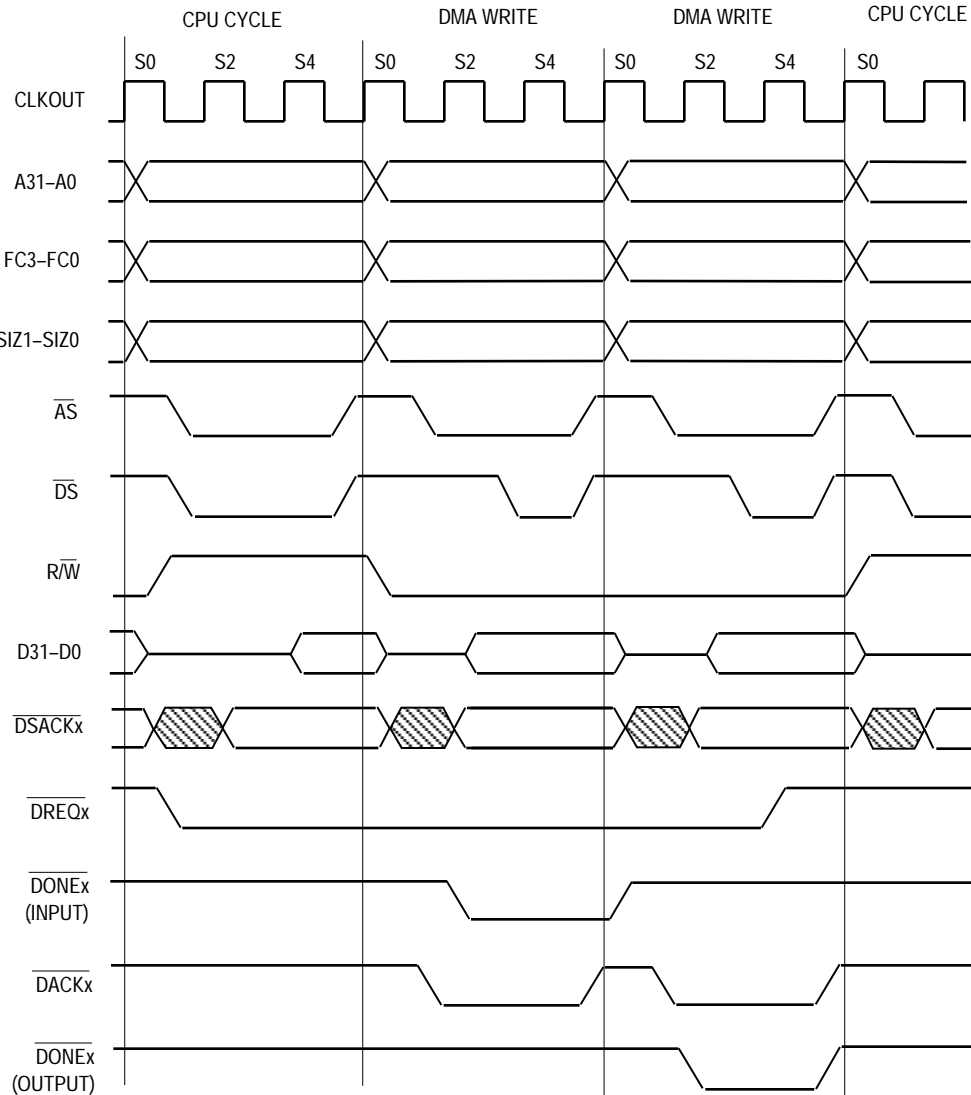 CPU CYCLE DMA WRITE DMA WRITE CPU CYCLE
S0 S2 S4 S0 S2 S4 S0 S2 S4 S0
CLKOUT
A31–A0
FC3–FC0
SIZ1–SIZ0
AS
DS
R/W
D31–D0
DSACKx
DREQx
DONEx
(INPUT)
DACKx
DONEx
(OUTPUT)